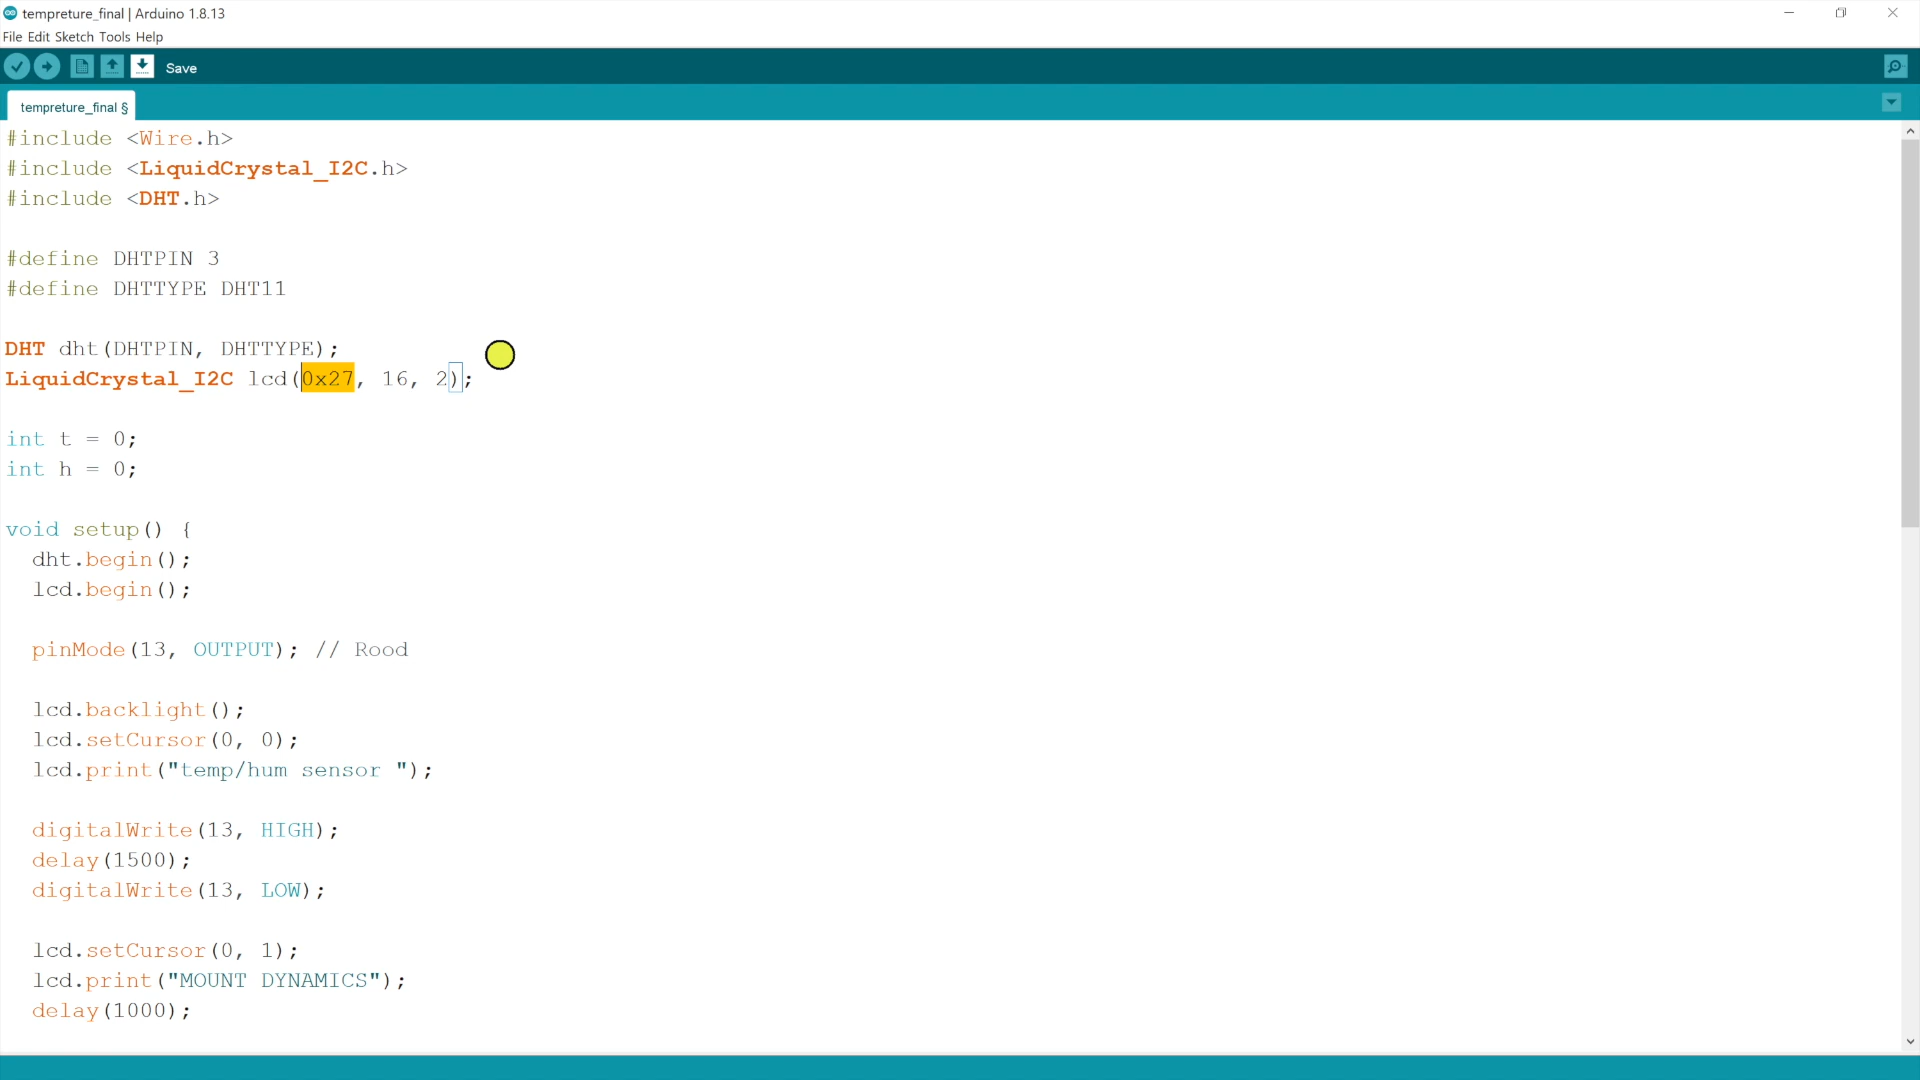 tempreture_final | Arduino 1.8.13
File Edit Sketch Tools Help
Save
tempreture_final §
#include <Wire.h>
#include <LiquidCrystal_I2C.h>
#include <DHT.h>
#define DHTPIN 3
#define DHTTYPE DHT11
DHT dht(DHTPIN, DHTTYPE);
LiquidCrystal_I2C lcd(0x27, 16, 2);
int t = 0;
int h = 0;
void setup() {
  dht.begin();
  lcd.begin();
  pinMode(13, OUTPUT); // Rood
  lcd.backlight();
  lcd.setCursor(0, 0);
  lcd.print("temp/hum sensor ");
  digitalWrite(13, HIGH);
  delay(1500);
  digitalWrite(13, LOW);
  lcd.setCursor(0, 1);
  lcd.print("MOUNT DYNAMICS");
  delay(1000);